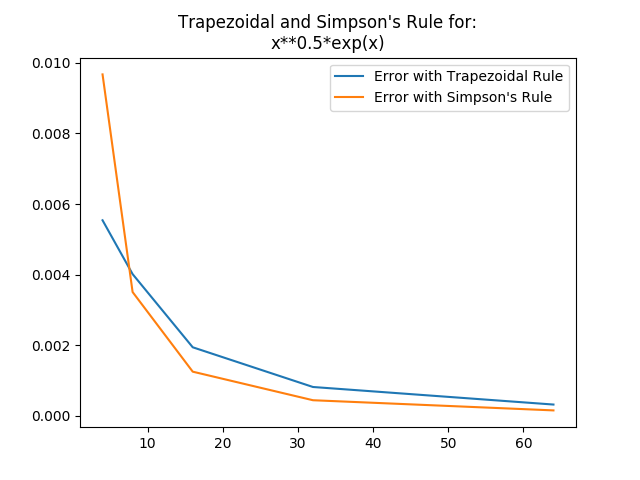 Trapezoidal and Simpson's Rule for:
x**0.5*exp(x)
Error with Trapezoidal Rule
Error with Simpson's Rule
0.010
0.008
0.006
0.004
0.002
0.000
10 20 30 40 50 60